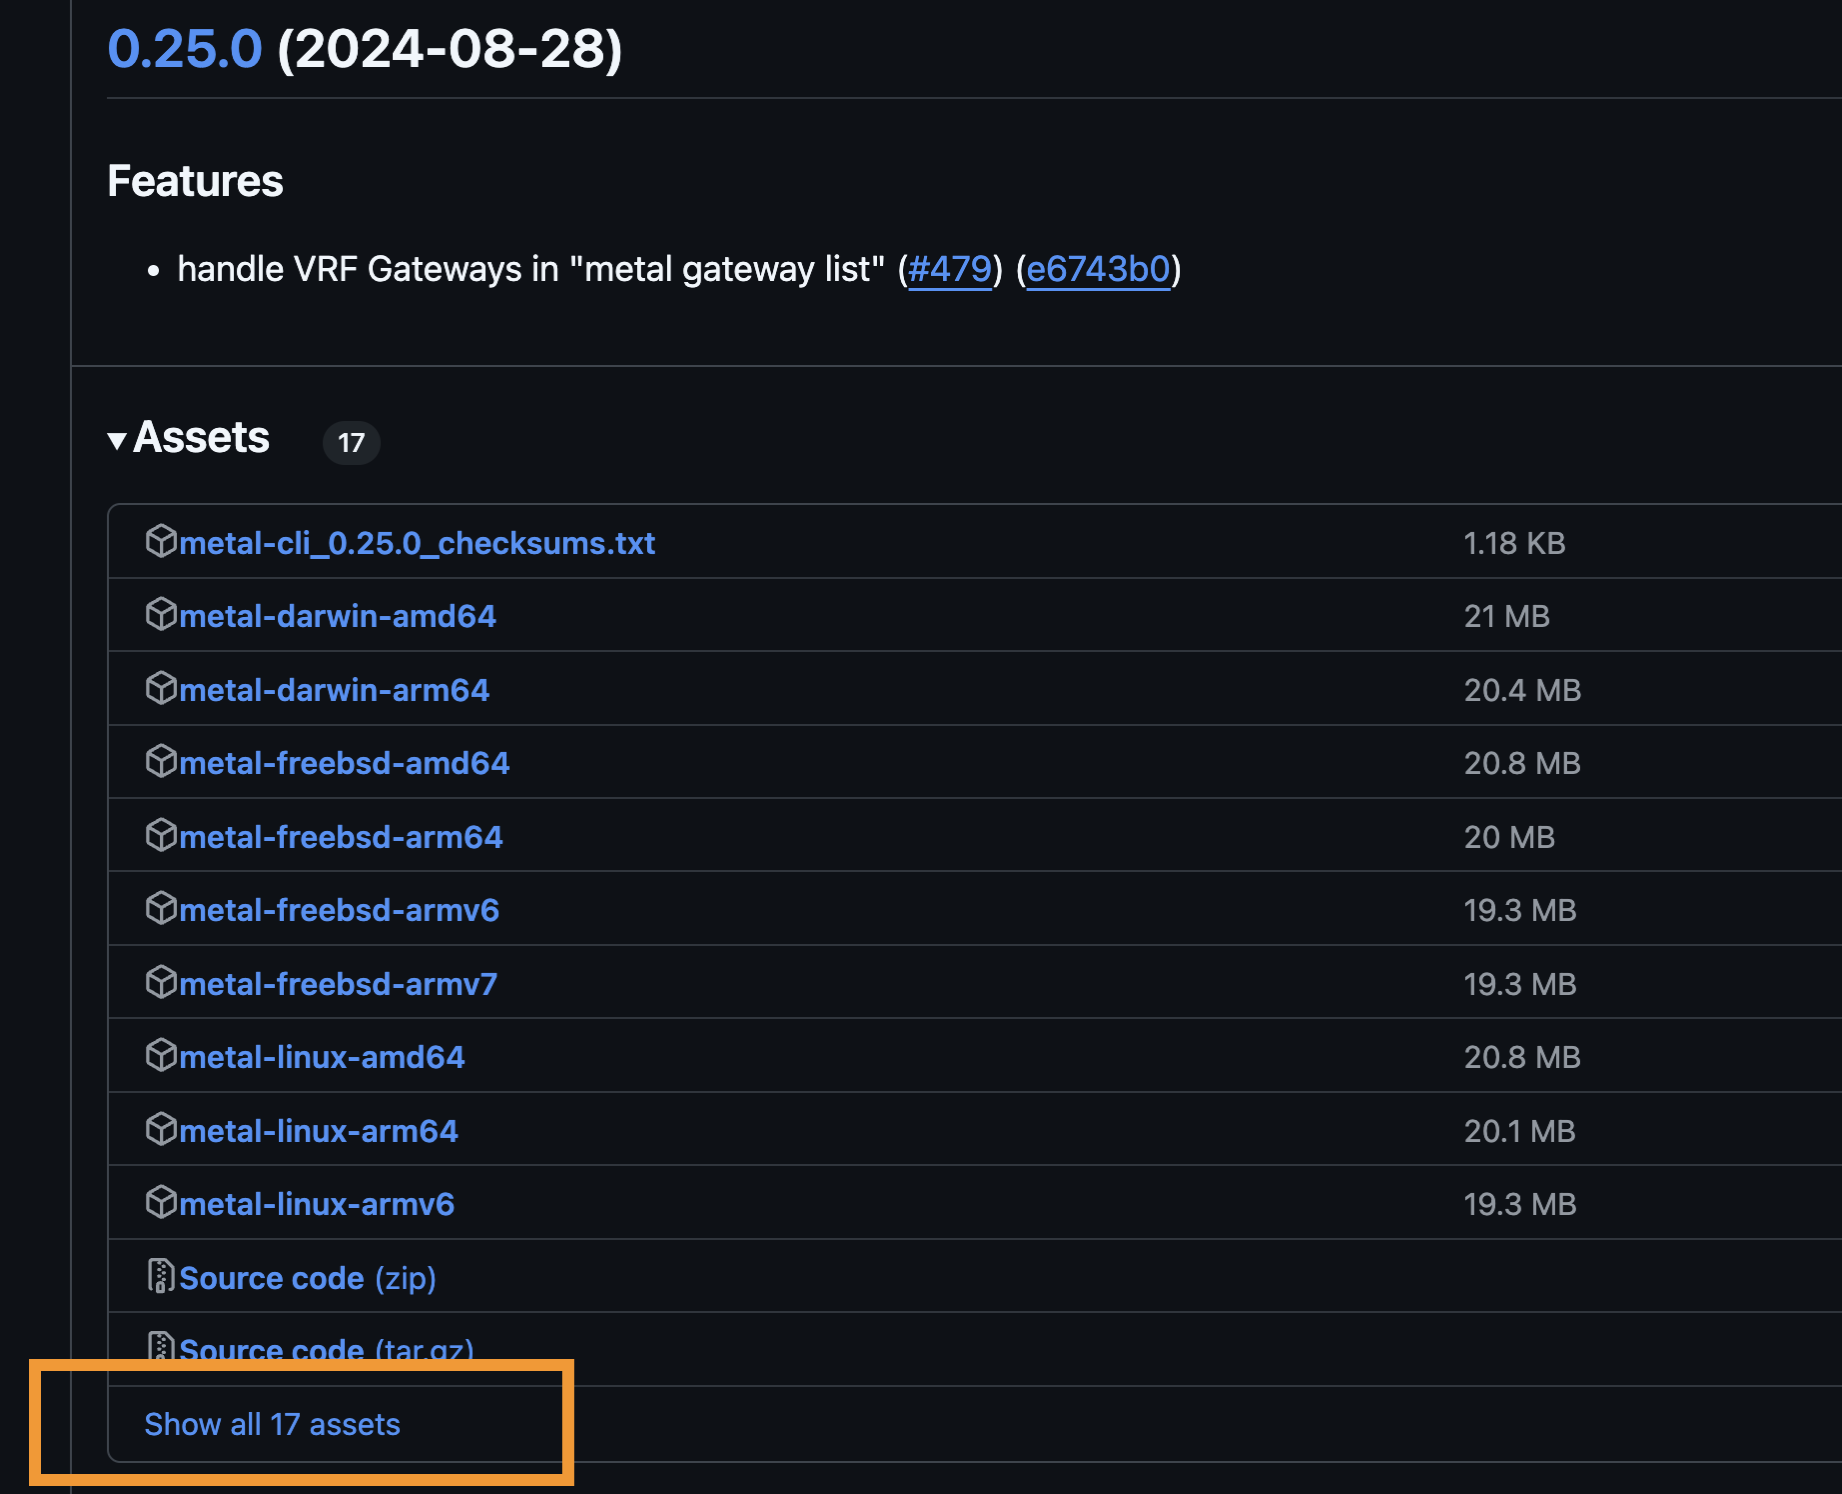 0.25.0 (2024-08-28)
Features
• handle VRF Gateways in "metal gateway list" (#479) (e6743b0)
Assets 17
metal-cli_0.25.0_checksums.txt 1.18 KB
metal-darwin-amd64 21 MB
metal-darwin-arm64 20.4 MB
metal-freebsd-amd64 20.8 MB
metal-freebsd-arm64 20 MB
metal-freebsd-armv6 19.3 MB
metal-freebsd-armv7 19.3 MB
metal-linux-amd64 20.8 MB
metal-linux-arm64 20.1 MB
metal-linux-armv6 19.3 MB
Source code (zip)
Source code (tar.gz)
Show all 17 assets